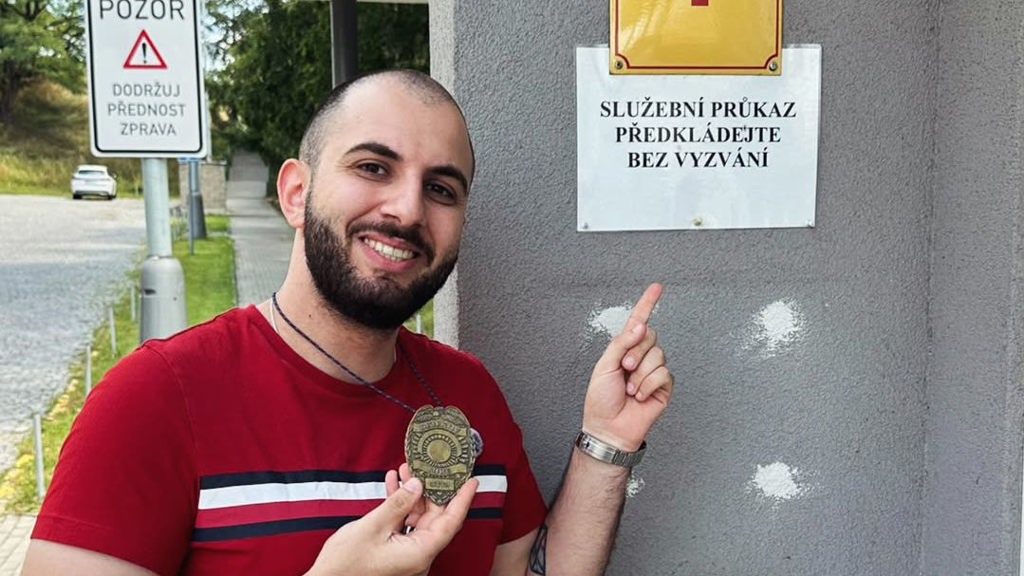 POZOR
DODRŽUJ
PŘEDNOST
ZPRAVA
SLUŽEBNÍ PRŮKAZ
PŘEDKLÁDEJTE
BEZ VYZVÁNÍ